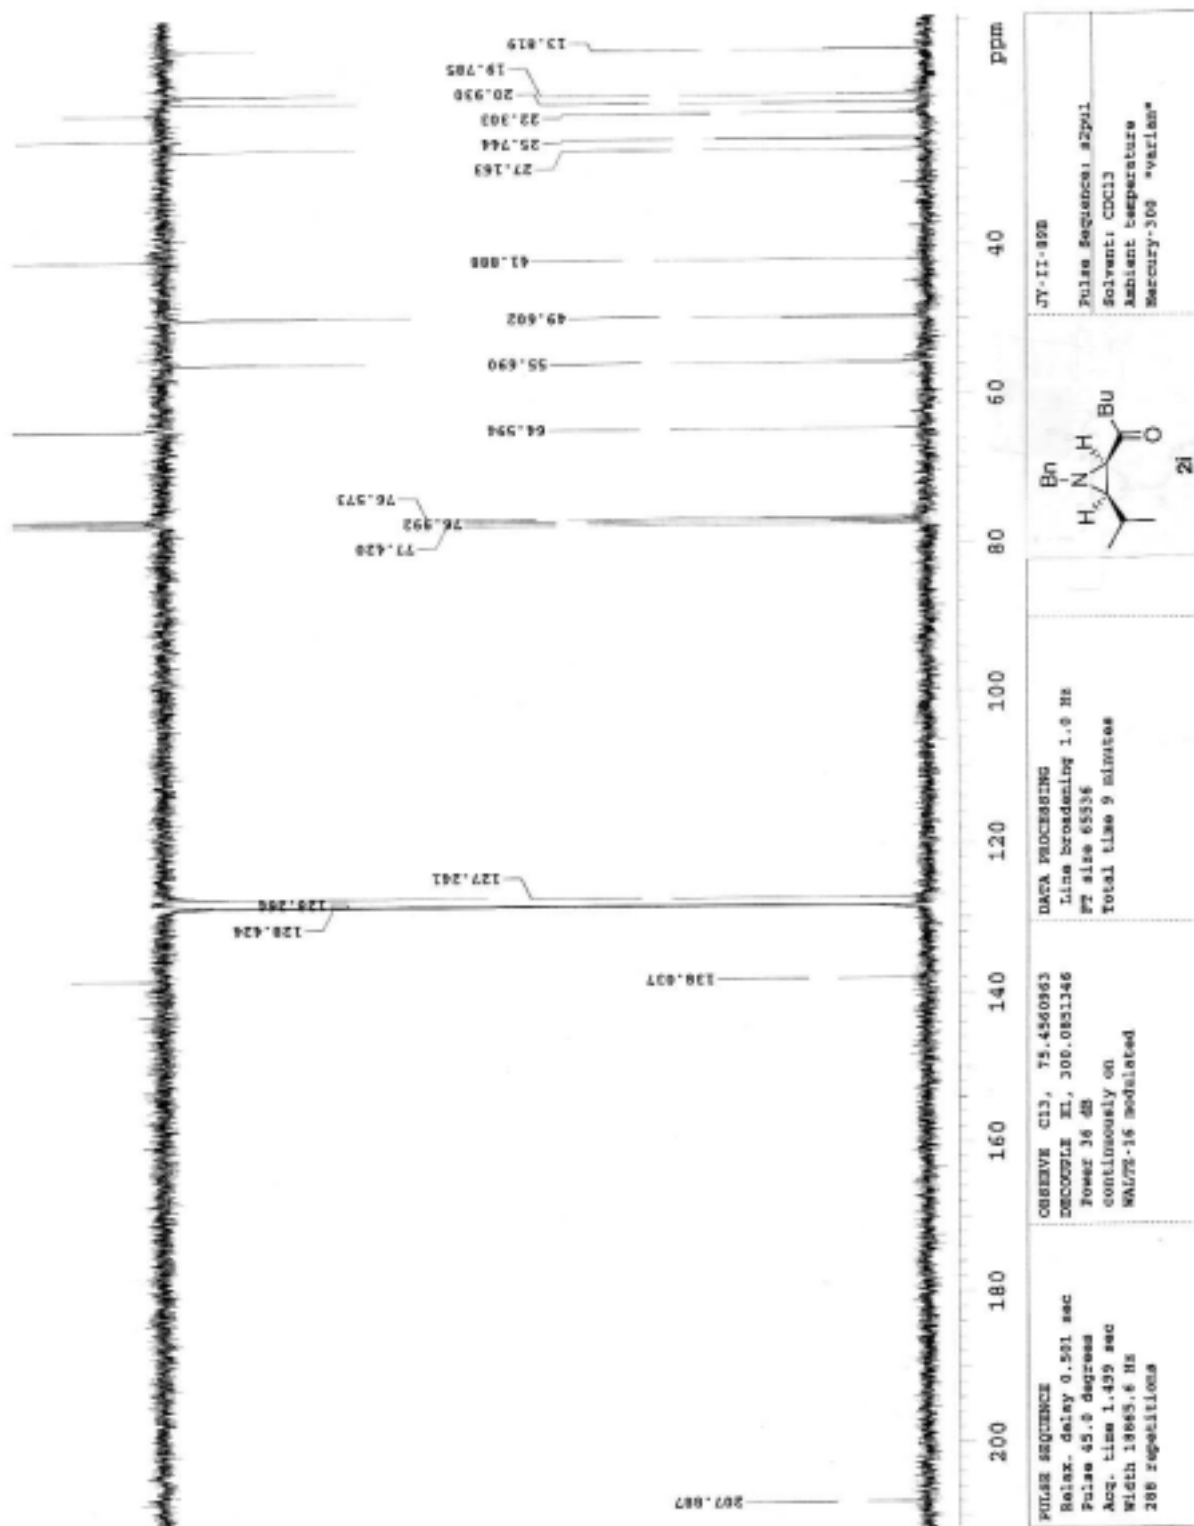 13.819
19.785
20.930
22.303
25.744
27.163
41.888
49.602
55.690
64.594
76.573
76.992
77.420
127.241
128.266
128.424
138.037
207.887
ppm
40
60
80
100
120
140
160
180
200
PULSE SEQUENCE
Relax. delay 0.501 sec
Pulse 45.0 degrees
Acq. time 1.499 sec
Width 18865.6 Hz
288 repetitions
OBSERVE C13, 75.4560963
DECOUPLE H1, 300.0851346
Power 36 dB
continuously on
WALTZ-16 modulated
DATA PROCESSING
Line broadening 1.0 Hz
FT size 65536
Total time 9 minutes
Bn
N
H
H
Bu
O
2i
JY-II-89B
Pulse Sequence: s2pul
Solvent: CDCl3
Ambient temperature
Mercury-300 "varian"